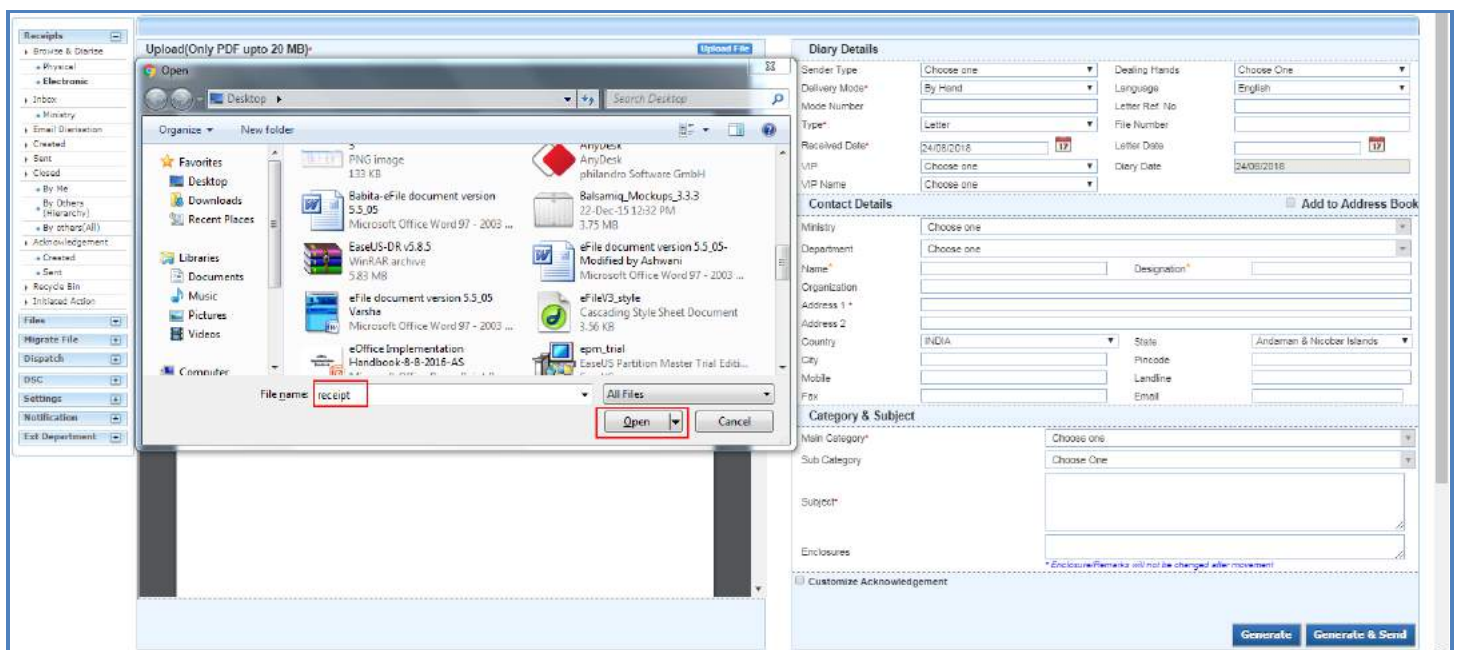 Receipts
Browse & Diarise
Physical
Electronic
Inbox
Ministry
Email Diarisation
Created
Sent
Closed
By Me
By Others
(Hierarchy)
By others(All)
Acknowledgement
Created
Sent
Recycle Bin
Initiated Action
Files
Migrate File
Dispatch
DSC
Settings
Notification
Ext Department
Upload(Only PDF upto 20 MB)*
Upload File
Open
Desktop
Search Desktop
Organize
New folder
Favorites
Desktop
Downloads
Recent Places
Libraries
Documents
Music
Pictures
Videos
Computer
PNG image
133 KB
AnyDesk
AnyDesk
philandro Software GmbH
Babita-eFile document version
5.5_05
Microsoft Office Word 97 - 2003 ...
Balsamiq_Mockups_3.3.3
22-Dec-15 12:32 PM
3.75 MB
EaseUS-DR v5.8.5
WinRAR archive
5.83 MB
eFile document version 5.5_05-
Modified by Ashwani
Microsoft Office Word 97 - 2003 ...
eFile document version 5.5_05
Varsha
Microsoft Office Word 97 - 2003 ...
eFileV3_style
Cascading Style Sheet Document
3.56 KB
eOffice Implementation
Handbook-8-8-2016-AS
epm_trial
EaseUS Partition Master Trial Editi...
File name: receipt
All Files
Open
Cancel
Diary Details
Sender Type Choose one Dealing Hands Choose One
Delivery Mode* By Hand Language English
Mode Number Letter Ref. No
Type* Letter File Number
Received Date* 24/08/2018 17 Letter Date 17
VIP Choose one Diary Date 24/08/2018
VIP Name Choose one
Contact Details Add to Address Book
Ministry Choose one
Department Choose one
Name* Designation*
Organization
Address 1 *
Address 2
Country INDIA State Andaman & Nicobar Islands
City Pincode
Mobile Landline
Fax Email
Category & Subject
Main Category* Choose one
Sub Category Choose One
Subject*
Enclosures
* Enclosure/Remarks will not be changed after movement
Customize Acknowledgement
Generate Generate & Send